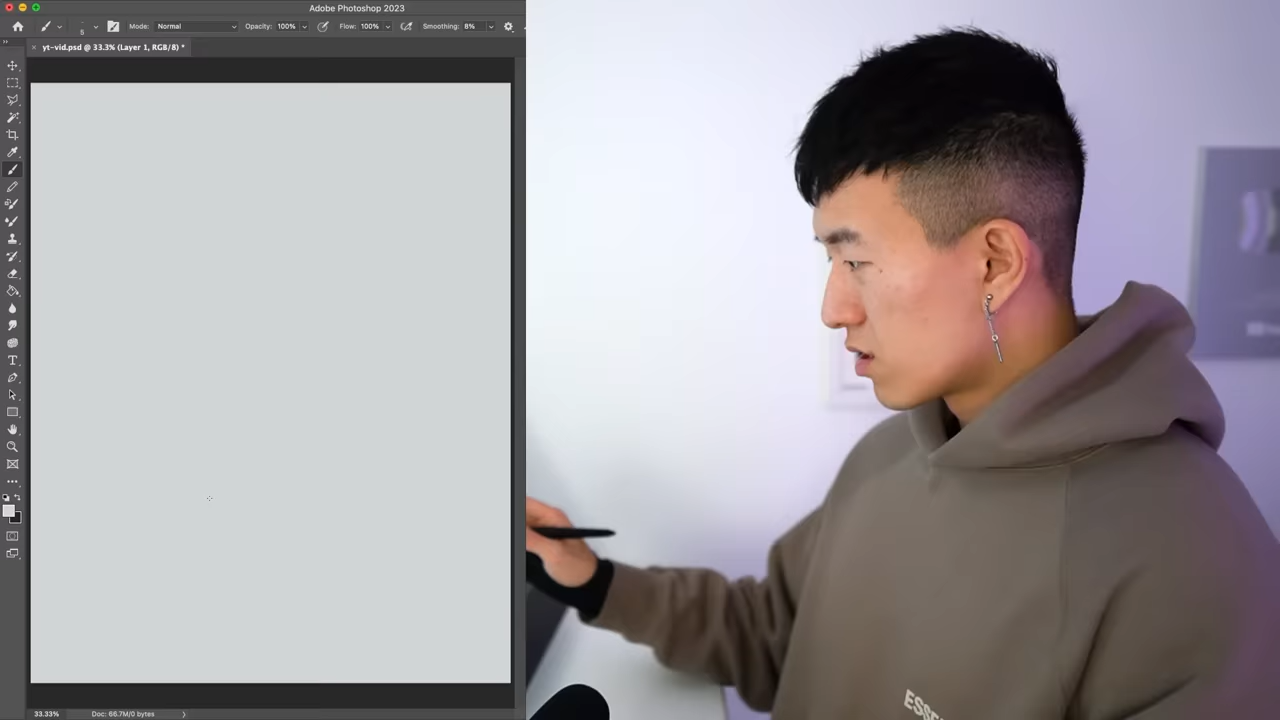 Adobe Photoshop 2023
5 Mode: Normal Opacity: 100% Flow: 100% Smoothing: 8%
× yt-vid.psd @ 33.3% (Layer 1, RGB/8) *
T
33.33% Doc: 66.7M/0 bytes